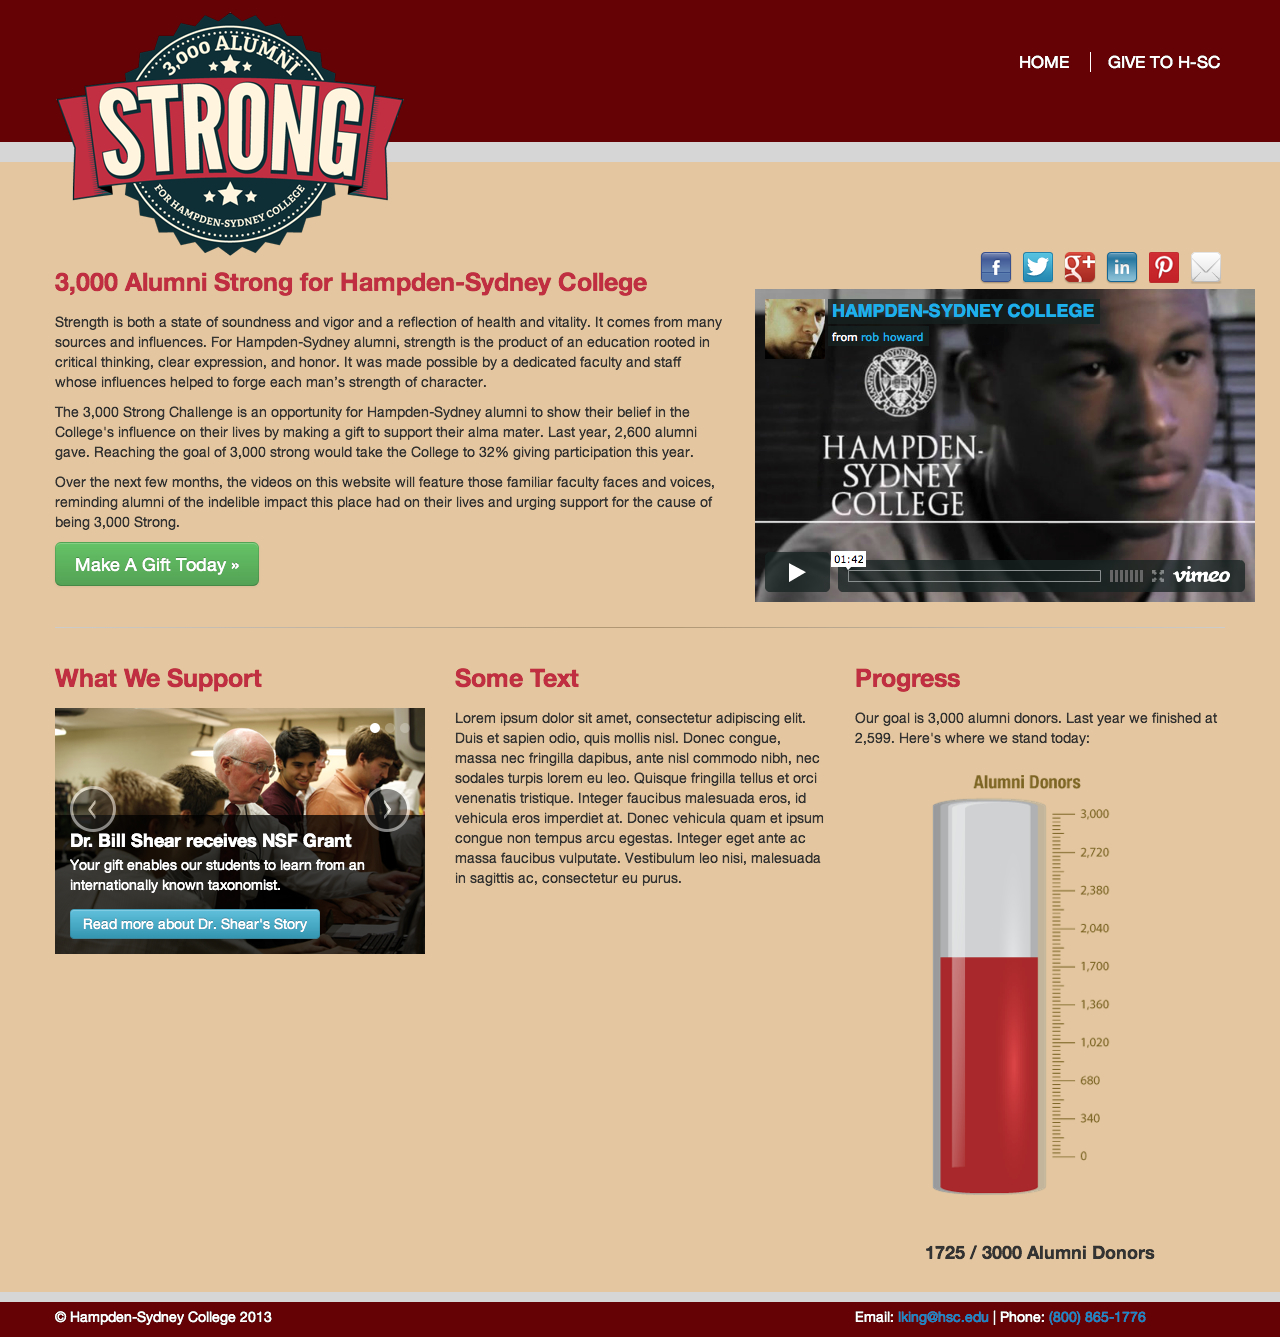 3,000 ALUMNI
STRONG
FOR HAMPDEN-SYDNEY COLLEGE
HOME
GIVE TO H-SC
3,000 Alumni Strong for Hampden-Sydney College
Strength is both a state of soundness and vigor and a reflection of health and vitality. It comes from many
sources and influences. For Hampden-Sydney alumni, strength is the product of an education rooted in
critical thinking, clear expression, and honor. It was made possible by a dedicated faculty and staff
whose influences helped to forge each man’s strength of character.
The 3,000 Strong Challenge is an opportunity for Hampden-Sydney alumni to show their belief in the
College's influence on their lives by making a gift to support their alma mater. Last year, 2,600 alumni
gave. Reaching the goal of 3,000 strong would take the College to 32% giving participation this year.
Over the next few months, the videos on this website will feature those familiar faculty faces and voices,
reminding alumni of the indelible impact this place had on their lives and urging support for the cause of
being 3,000 Strong.
Make A Gift Today »
f
g+
in
HAMPDEN-SYDNEY COLLEGE
from rob howard
HAMPDEN-
SYDNEY
COLLEGE
01:42
vimeo
What We Support
Dr. Bill Shear receives NSF Grant
Your gift enables our students to learn from an
internationally known taxonomist.
Read more about Dr. Shear's Story
Some Text
Lorem ipsum dolor sit amet, consectetur adipiscing elit.
Duis et sapien odio, quis mollis nisl. Donec congue,
massa nec fringilla dapibus, ante nisl commodo nibh, nec
sodales turpis lorem eu leo. Quisque fringilla tellus et orci
venenatis tristique. Integer faucibus malesuada eros, id
vehicula eros imperdiet at. Donec vehicula quam et ipsum
congue non tempus arcu egestas. Integer eget ante ac
massa faucibus vulputate. Vestibulum leo nisi, malesuada
in sagittis ac, consectetur eu purus.
Progress
Our goal is 3,000 alumni donors. Last year we finished at
2,599. Here's where we stand today:
Alumni Donors
3,000
2,720
2,380
2,040
1,700
1,360
1,020
680
340
0
1725 / 3000 Alumni Donors
© Hampden-Sydney College 2013
Email: lking@hsc.edu | Phone: (800) 865-1776